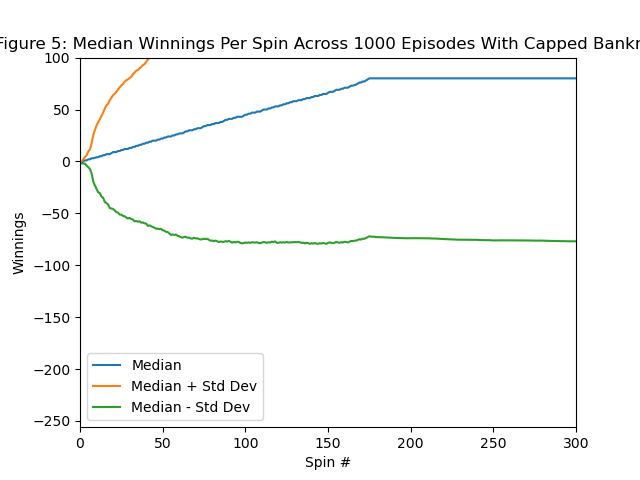 Figure 5: Median Winnings Per Spin Across 1000 Episodes With Capped
100
50
0
−50
−100
−150
−200
−250
Winnings
Median
Median + Std Dev
Median - Std Dev
0 50 100 150 200 250 300
Spin #